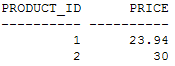 PRODUCT_ID      PRICE
---------- ----------
         1      23.94
         2         30